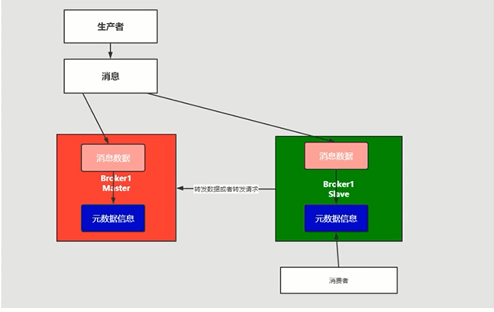 生产者
消息
消息数据
Broker1
Master
元数据信息
转发数据或者转发请求
消息数据
Broker1
Slave
元数据信息
消费者